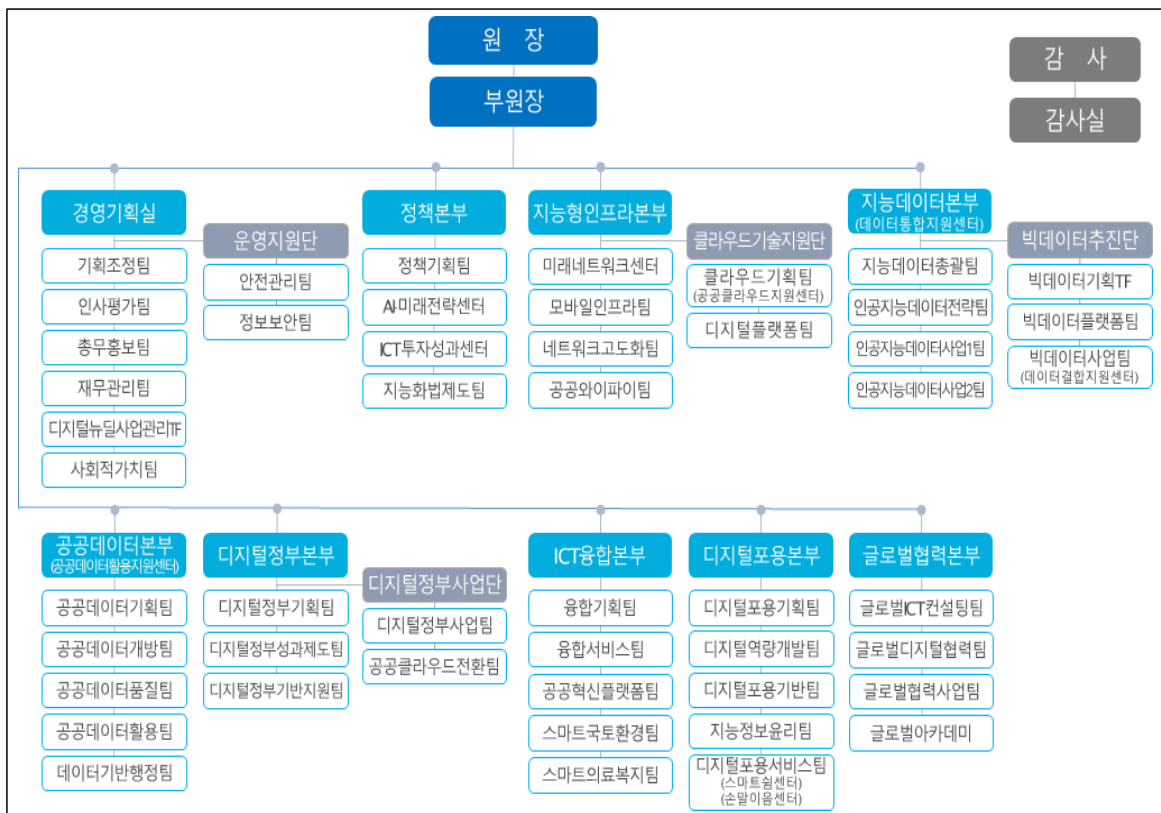 원 장
부원장
감 사
감사실
경영기획실
운영지원단
기획조정팀
인사평가팀
총무홍보팀
재무관리팀
디지털뉴딜사업관리TF
사회적가치팀
안전관리팀
정보보안팀
정책본부
정책기획팀
AI·미래전략센터
ICT투자성과센터
지능화법제도팀
지능형인프라본부
클라우드기술지원단
미래네트워크센터
모바일인프라팀
네트워크고도화팀
공공와이파이팀
클라우드기획팀
(공공클라우드지원센터)
디지털플랫폼팀
지능데이터본부
(데이터통합지원센터)
빅데이터추진단
지능데이터총괄팀
인공지능데이터전략팀
인공지능데이터사업1팀
인공지능데이터사업2팀
빅데이터기획TF
빅데이터플랫폼팀
빅데이터사업팀
(데이터결합지원센터)
공공데이터본부
(공공데이터활용지원센터)
공공데이터기획팀
공공데이터개방팀
공공데이터품질팀
공공데이터활용팀
데이터기반행정팀
디지털정부본부
디지털정부사업단
디지털정부기획팀
디지털정부성과제도팀
디지털정부기반지원팀
디지털정부사업팀
공공클라우드전환팀
ICT융합본부
융합기획팀
융합서비스팀
공공혁신플랫폼팀
스마트국토환경팀
스마트의료복지팀
디지털포용본부
디지털포용기획팀
디지털역량개발팀
디지털포용기반팀
지능정보윤리팀
디지털포용서비스팀
(스마트쉼센터)
(손말이음센터)
글로벌협력본부
글로벌ICT컨설팅팀
글로벌디지털협력팀
글로벌협력사업팀
글로벌아카데미